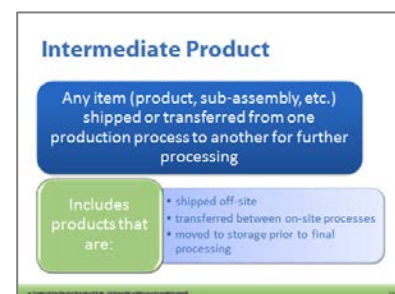 Intermediate Product
Any item (product, sub-assembly, etc.)
shipped or transferred from one
production process to another for further
processing
Includes
products that
are:
• shipped off-site
• transferred between on-site processes
• moved to storage prior to final
processing